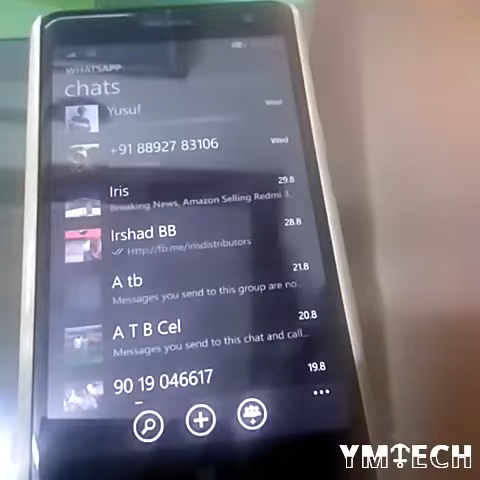 WHATSAPP
chats
Yusuf
Wed
+91 88927 83106
Wed
Iris
29.8
Breaking News, Amazon Selling Redmi 3,
Irshad BB
28.8
Http://fb.me/irisdistributors
A tb
21.8
Messages you send to this group are no...
A T B Cel
20.8
Messages you send to this chat and call...
90 19 046617
19.8
YMTECH